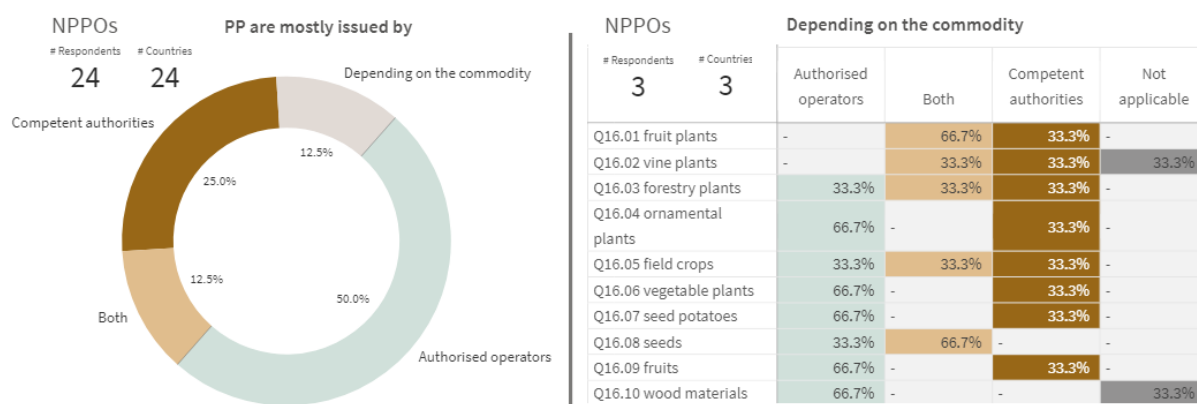 NPPOs
PP are mostly issued by
# Respondents # Countries
24 24
Depending on the commodity
Competent authorities
12.5%
25.0%
12.5%
50.0%
Both
Authorised operators
NPPOs
Depending on the commodity
# Respondents # Countries
3 3
Authorised operators Both Competent authorities Not applicable
Q16.01 fruit plants - 66.7% 33.3% -
Q16.02 vine plants - 33.3% 33.3% 33.3%
Q16.03 forestry plants 33.3% 33.3% 33.3% -
Q16.04 ornamental
plants 66.7% - 33.3% -
Q16.05 field crops 33.3% 33.3% 33.3% -
Q16.06 vegetable plants 66.7% - 33.3% -
Q16.07 seed potatoes 66.7% - 33.3% -
Q16.08 seeds 33.3% 66.7% - -
Q16.09 fruits 66.7% - 33.3% -
Q16.10 wood materials 66.7% - - 33.3%